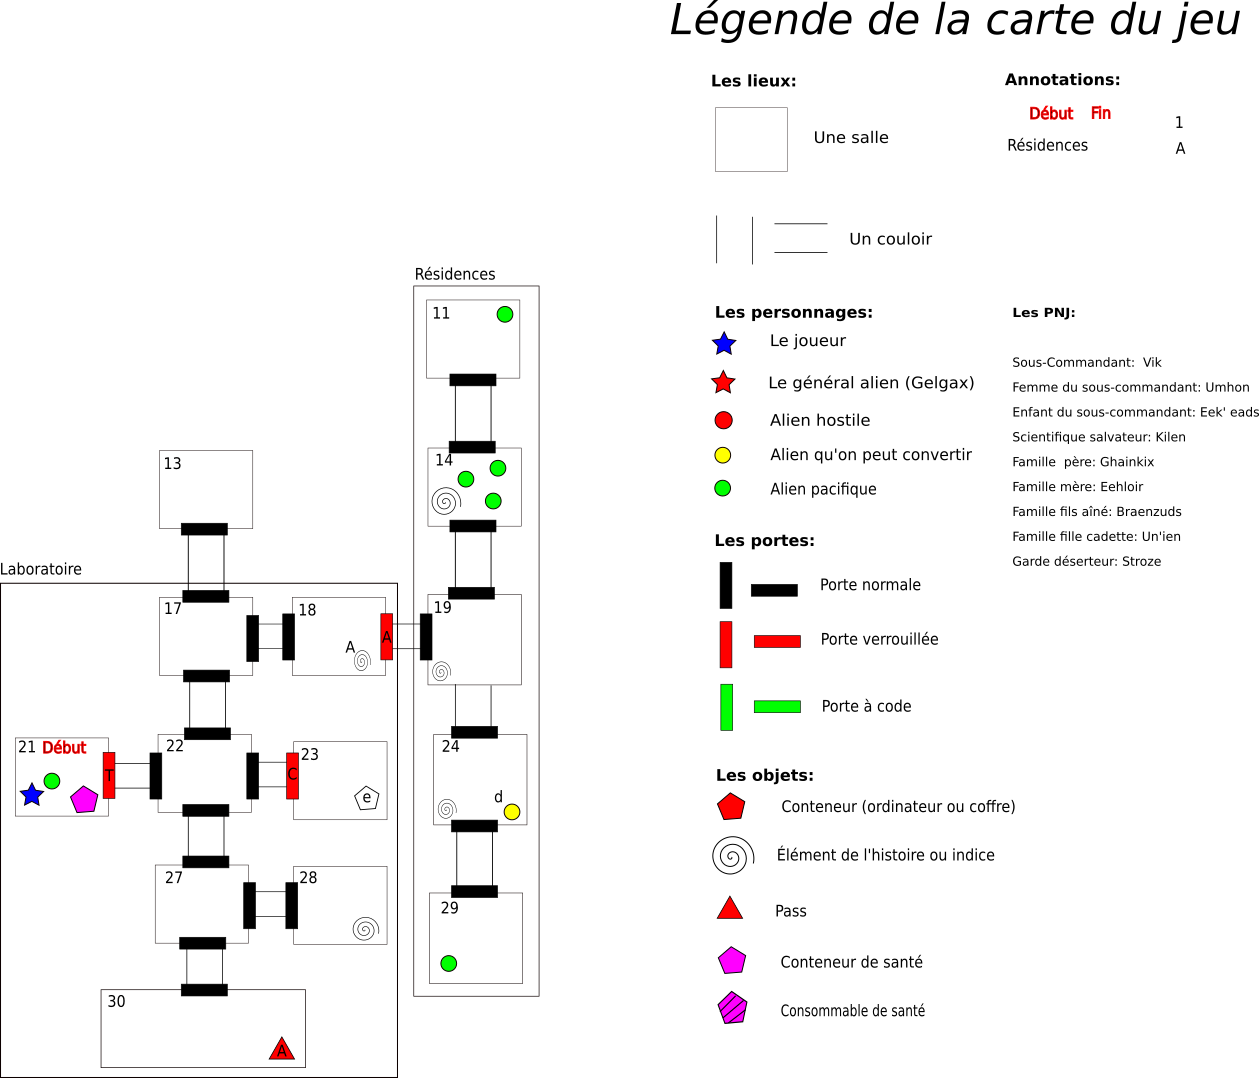 Légende de la carte du jeu
Les lieux:
Une salle
Un couloir
Annotations:
Début Fin
1
Résidences
A
Les personnages:
Le joueur
Le général alien (Gelgax)
Alien hostile
Alien qu'on peut convertir
Alien pacifique
Les PNJ:
Sous-Commandant: Vik
Femme du sous-commandant: Umhon
Enfant du sous-commandant: Eek' eads
Scientifique salvateur: Kilen
Famille père: Ghainkix
Famille mère: Eehloir
Famille fils aîné: Braenzuds
Famille fille cadette: Un'ien
Garde déserteur: Stroze
Les portes:
Porte normale
Porte verrouillée
Porte à code
Les objets:
Conteneur (ordinateur ou coffre)
Élément de l'histoire ou indice
Pass
Conteneur de santé
Consommable de santé
Résidences
11
14
19
24
d
29
13
Laboratoire
17
18
A
A
21 Début
T
22
C
23
e
27
28
30
A